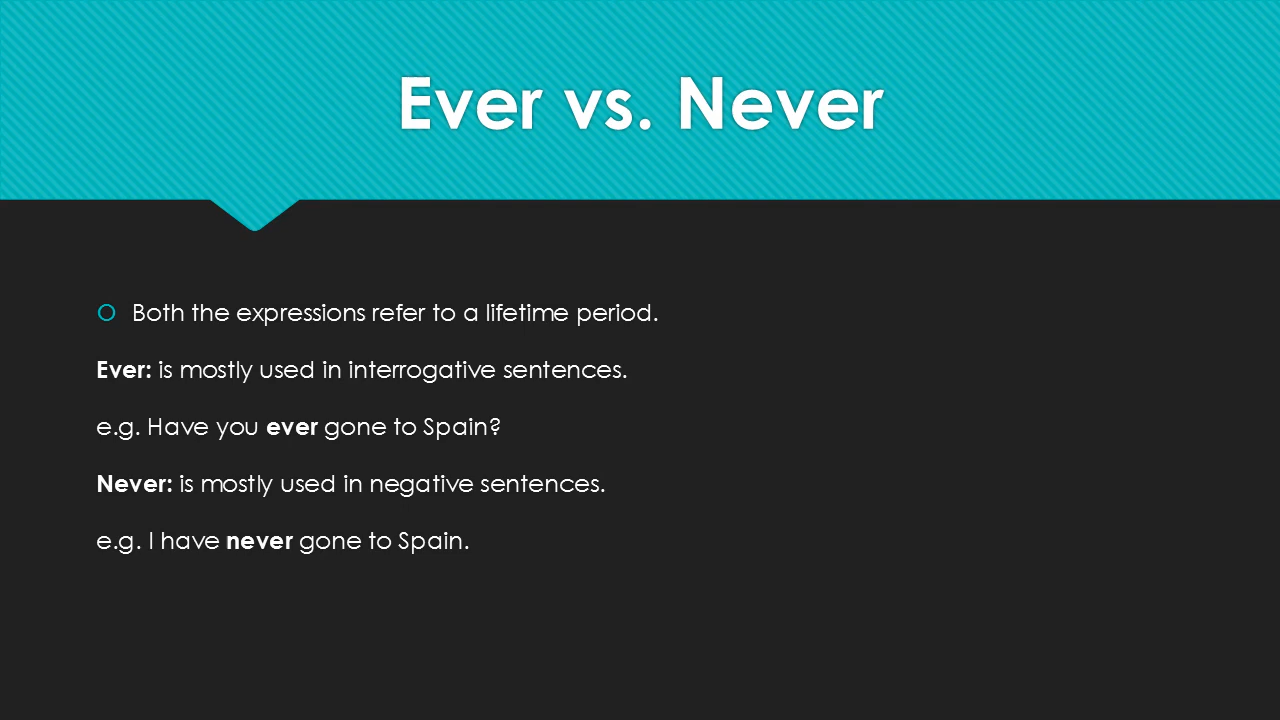 Ever vs. Never
Both the expressions refer to a lifetime period.
Ever: is mostly used in interrogative sentences.
e.g. Have you ever gone to Spain?
Never: is mostly used in negative sentences.
e.g. I have never gone to Spain.